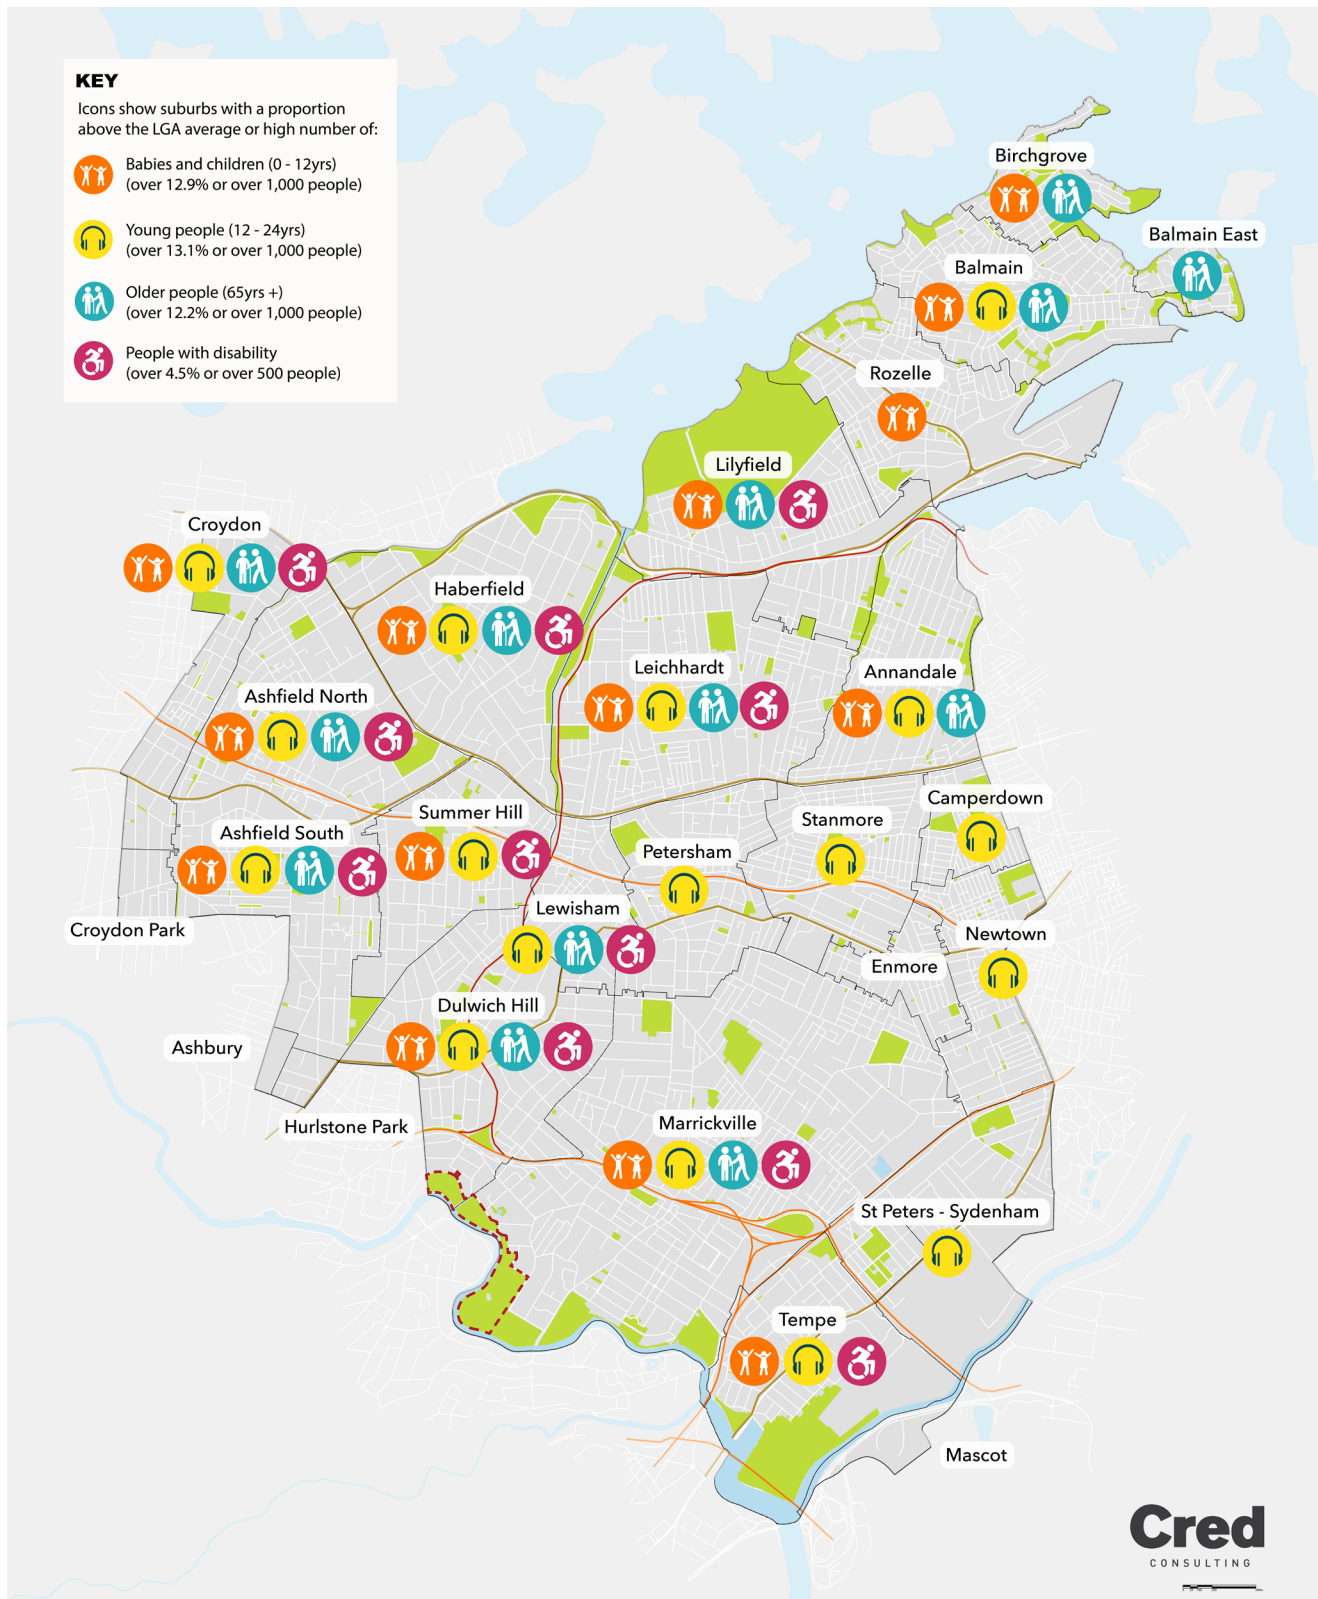 KEY
Icons show suburbs with a proportion
above the LGA average or high number of:
Babies and children (0 - 12yrs)
(over 12.9% or over 1,000 people)
Young people (12 - 24yrs)
(over 13.1% or over 1,000 people)
Older people (65yrs +)
(over 12.2% or over 1,000 people)
People with disability
(over 4.5% or over 500 people)
Birchgrove
Balmain East
Balmain
Rozelle
Lilyfield
Croydon
Haberfield
Leichhardt
Annandale
Ashfield North
Camperdown
Summer Hill
Stanmore
Ashfield South
Petersham
Lewisham
Croydon Park
Newtown
Enmore
Dulwich Hill
Ashbury
Marrickville
Hurlstone Park
St Peters - Sydenham
Tempe
Mascot
Cred
CONSULTING